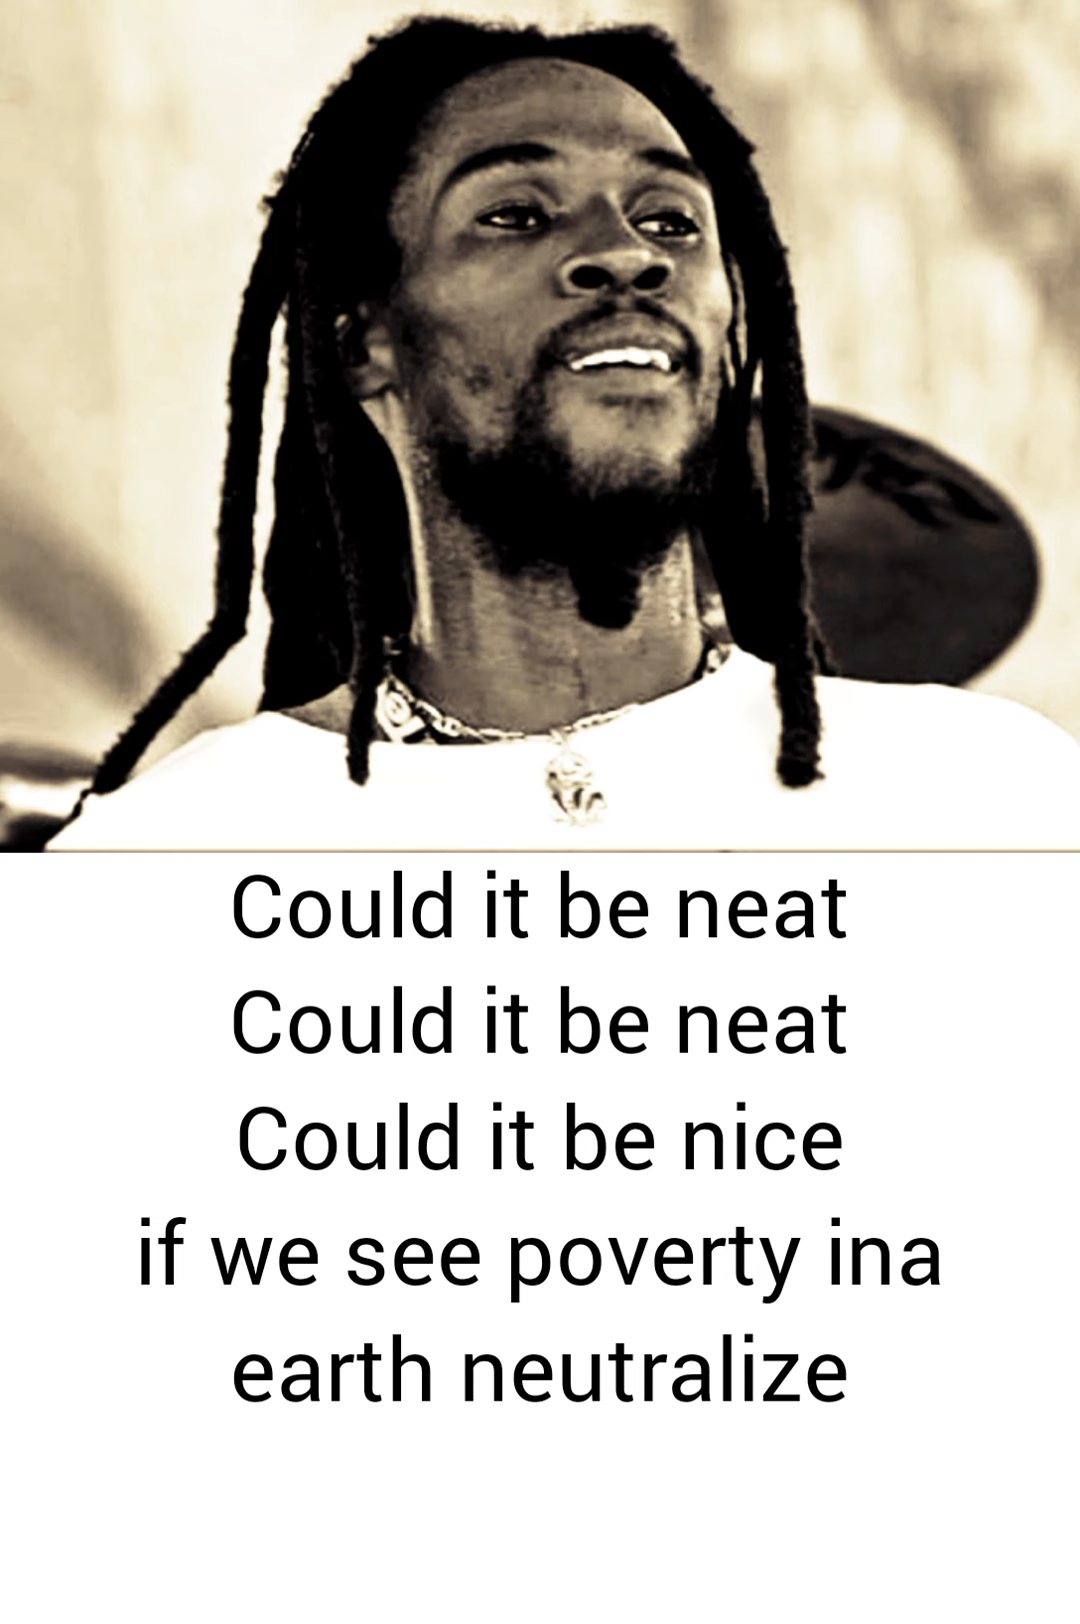 Could it be neat
Could it be neat
Could it be nice
if we see poverty ina
earth neutralize